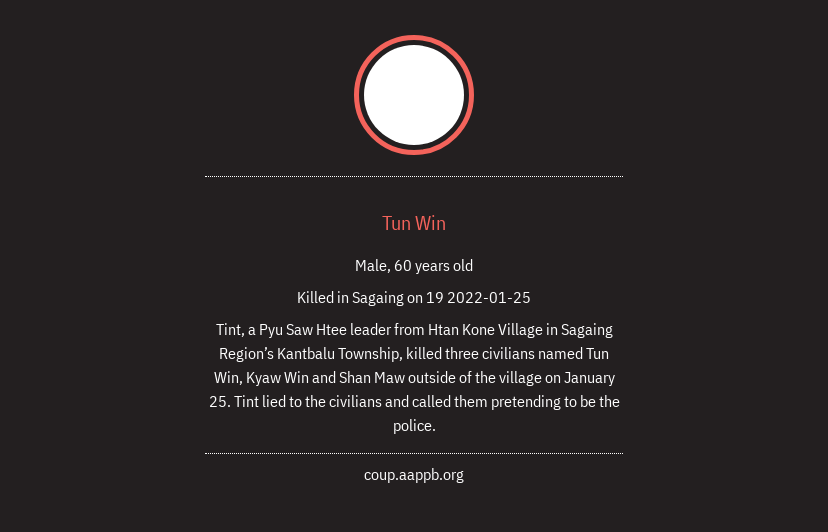 Tun Win
Male, 60 years old
Killed in Sagaing on 19 2022-01-25
Tint, a Pyu Saw Htee leader from Htan Kone Village in Sagaing
Region’s Kantbalu Township, killed three civilians named Tun
Win, Kyaw Win and Shan Maw outside of the village on January
25. Tint lied to the civilians and called them pretending to be the
police.
coup.aappb.org